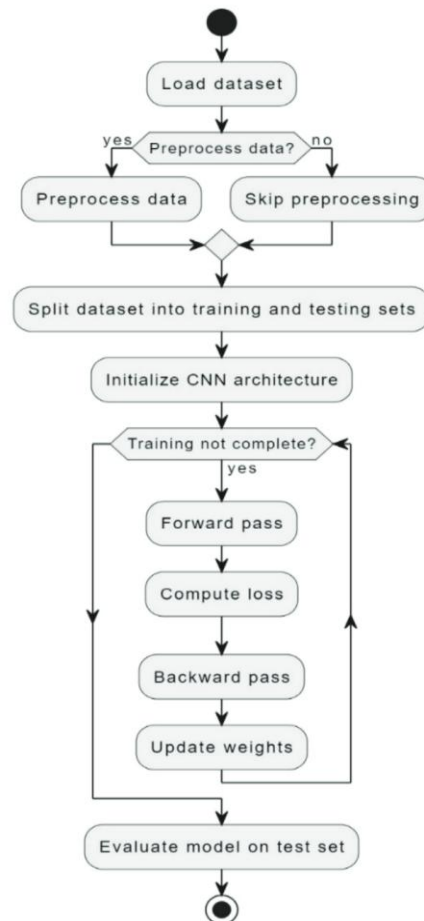 Load dataset
yes
Preprocess data?
no
Preprocess data
Skip preprocessing
Split dataset into training and testing sets
Initialize CNN architecture
Training not complete?
yes
Forward pass
Compute loss
Backward pass
Update weights
Evaluate model on test set